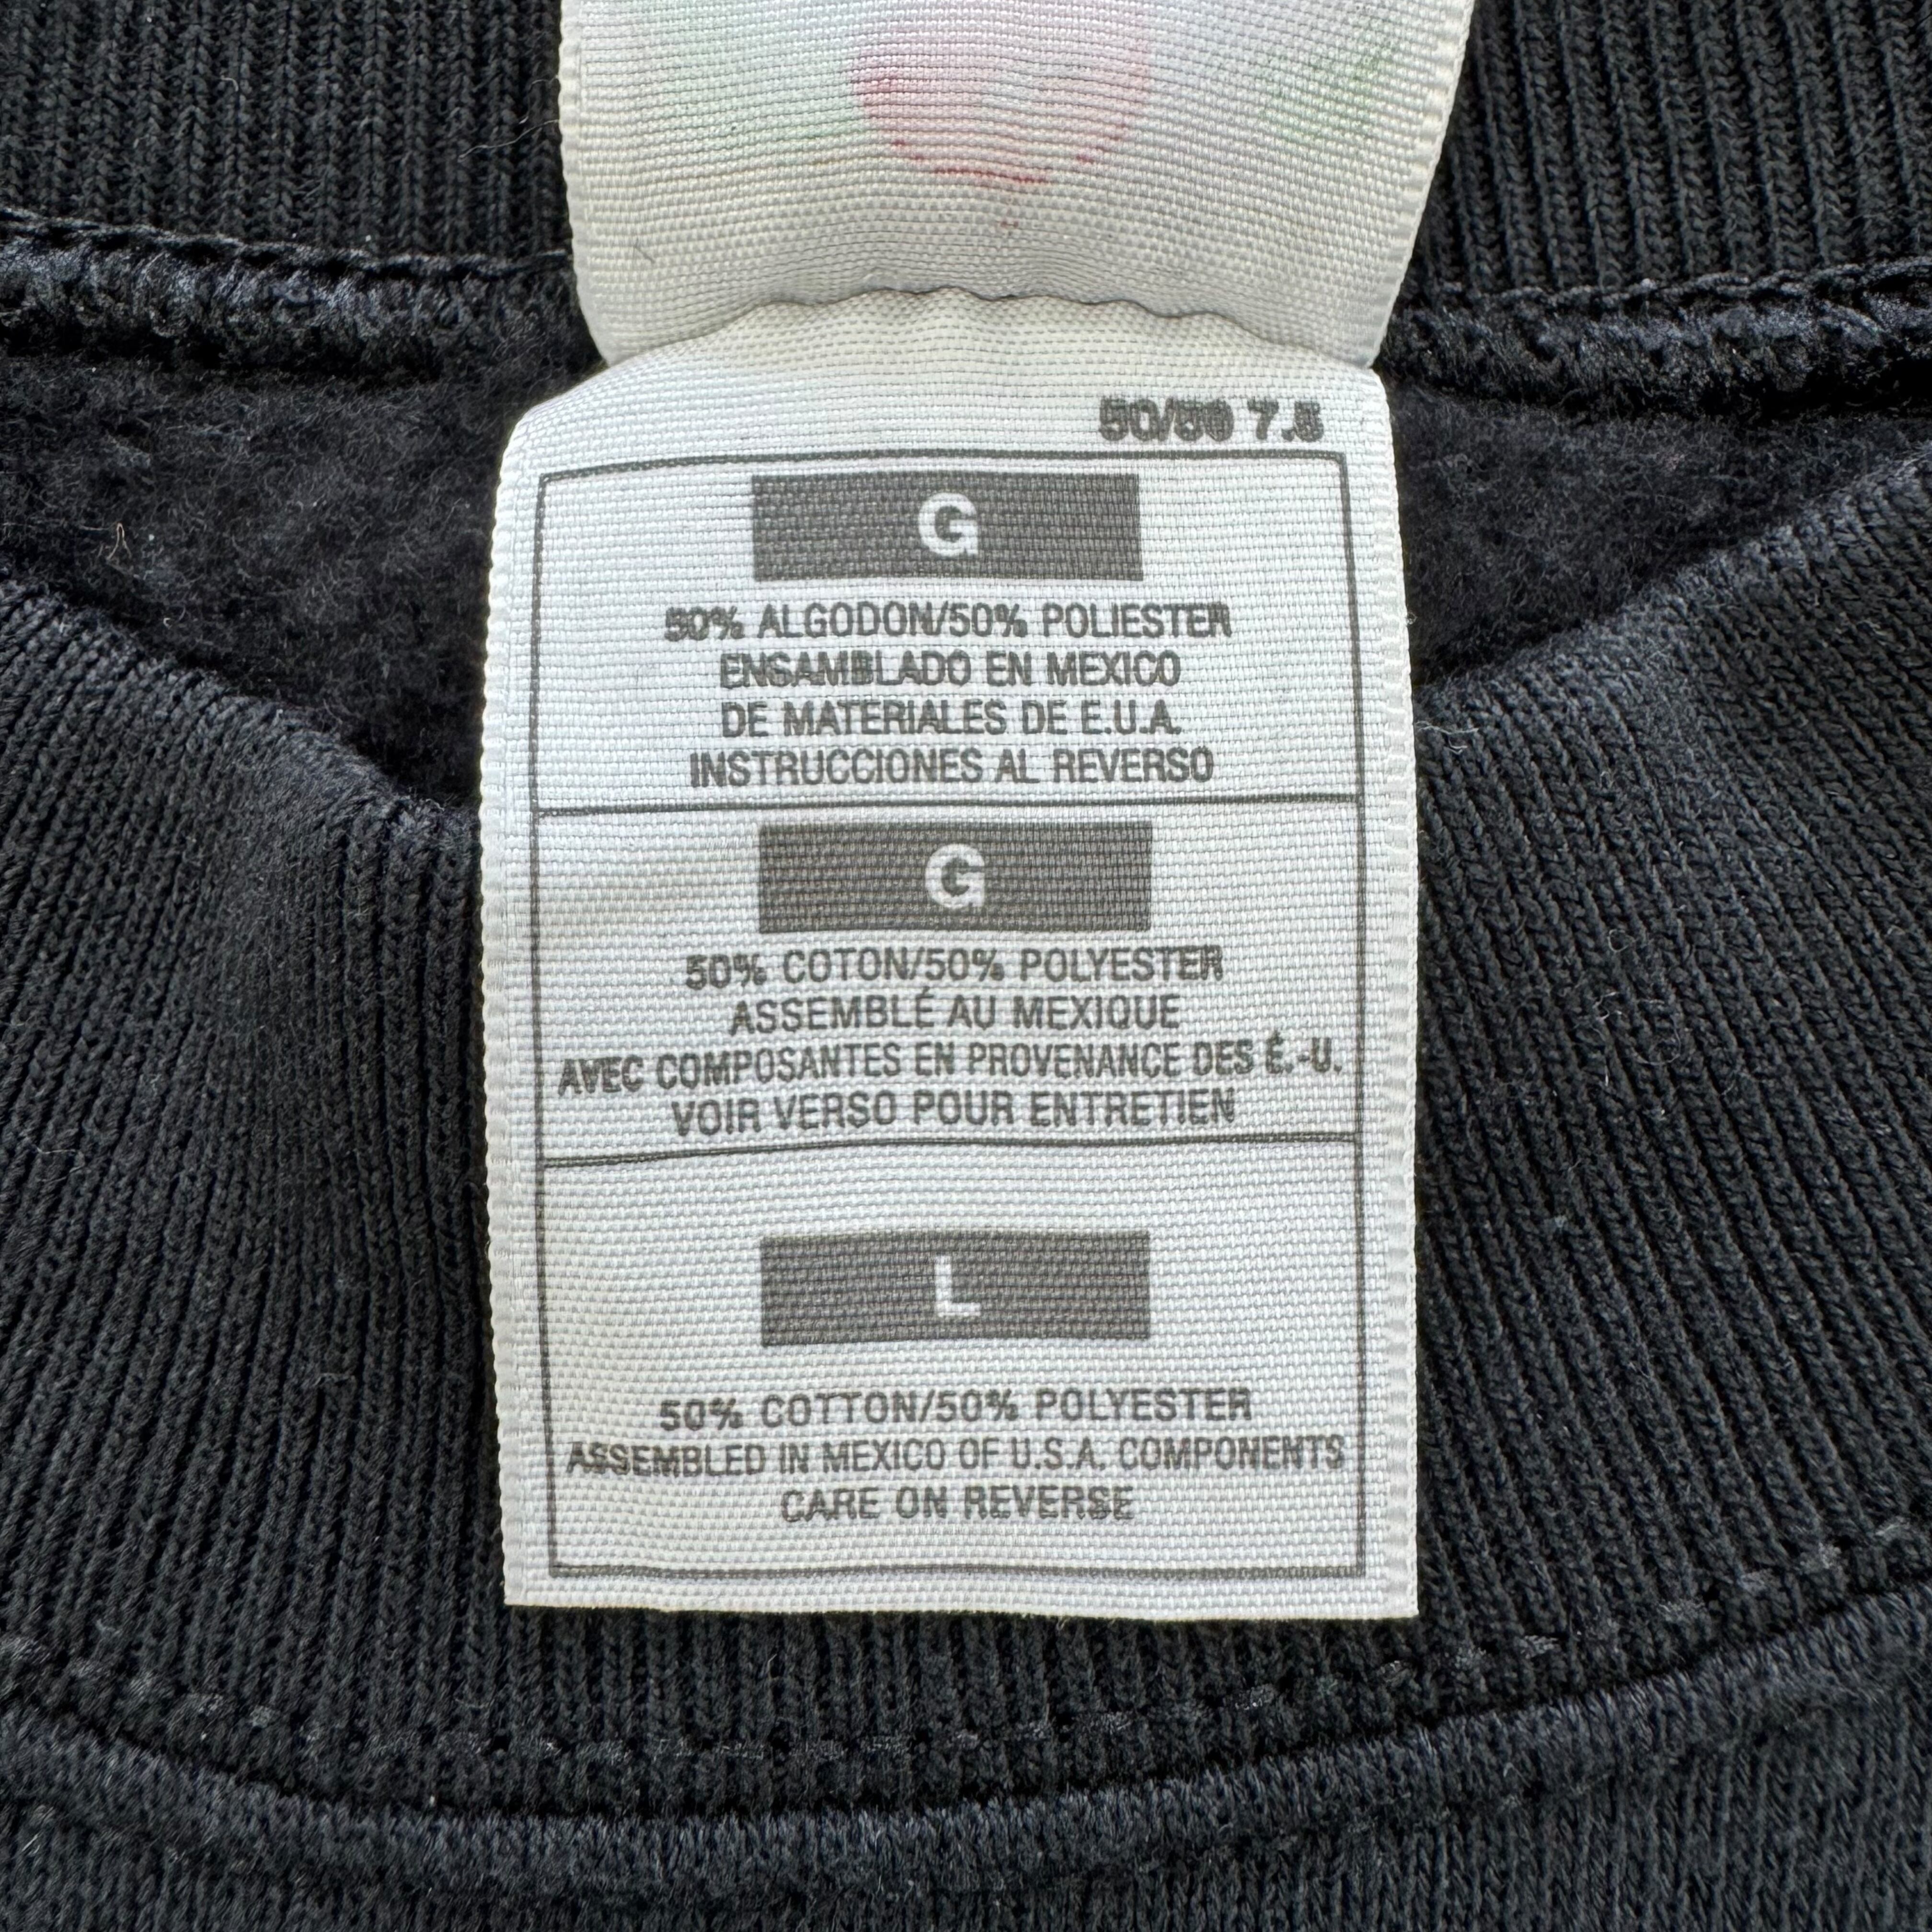 50/50 7.5
G
50% ALGODON/50% POLIESTER
ENSAMBLADO EN MEXICO
DE MATERIALES DE E.U.A.
INSTRUCCIONES AL REVERSO
G
50% COTON/50% POLYESTER
ASSEMBLÉ AU MEXIQUE
AVEC COMPOSANTES EN PROVENANCE DES É.-U.
VOIR VERSO POUR ENTRETIEN
L
50% COTTON/50% POLYESTER
ASSEMBLED IN MEXICO OF U.S.A. COMPONENTS
CARE ON REVERSE